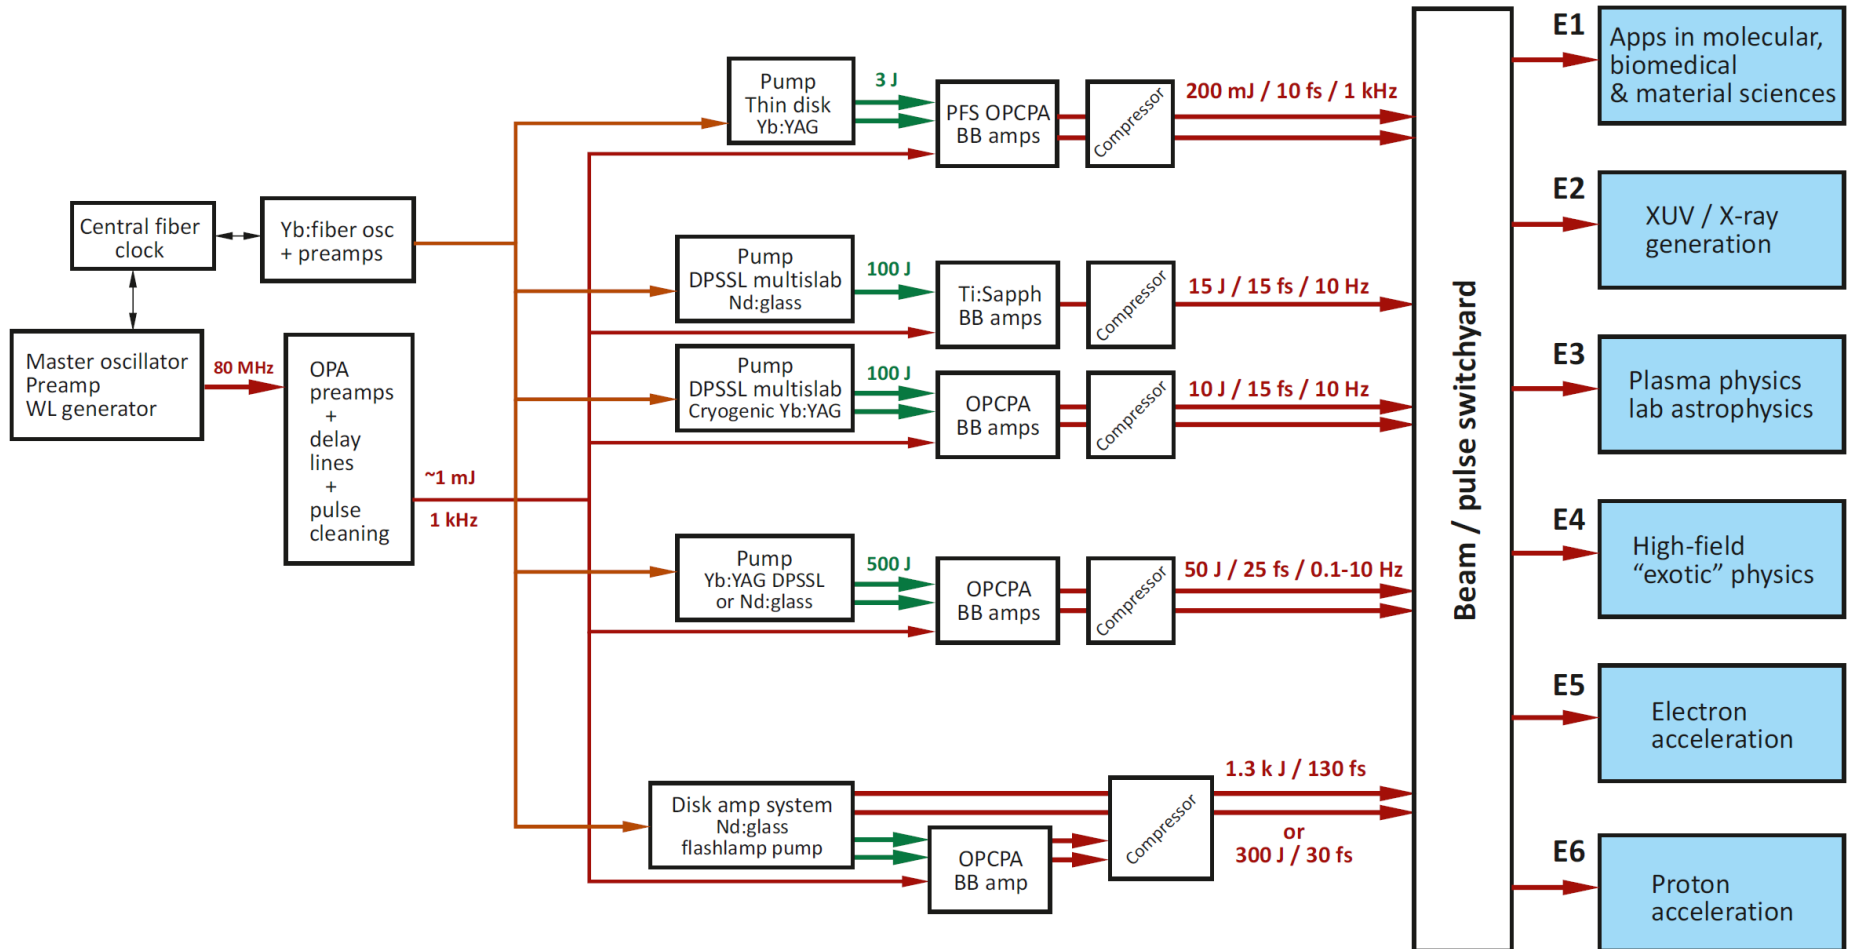 Central fiber
clock
Yb:fiber osc
+ preamps
Master oscillator
Preamp
WL generator
80 MHz
OPA
preamps
+
delay
lines
+
pulse
cleaning
~1 mJ
1 kHz
Pump
Thin disk
Yb:YAG
3 J
PFS OPCPA
BB amps
Compressor
200 mJ / 10 fs / 1 kHz
Pump
DPSSL multislab
Nd:glass
100 J
Ti:Sapph
BB amps
Compressor
15 J / 15 fs / 10 Hz
Pump
DPSSL multislab
Cryogenic Yb:YAG
100 J
OPCPA
BB amps
Compressor
10 J / 15 fs / 10 Hz
Pump
Yb:YAG DPSSL
or Nd:glass
500 J
OPCPA
BB amps
Compressor
50 J / 25 fs / 0.1-10 Hz
Disk amp system
Nd:glass
flashlamp pump
OPCPA
BB amp
Compressor
1.3 k J / 130 fs
or
300 J / 30 fs
Beam / pulse switchyard
E1
Apps in molecular,
biomedical
& material sciences
E2
XUV / X-ray
generation
E3
Plasma physics
lab astrophysics
E4
High-field
“exotic” physics
E5
Electron
acceleration
E6
Proton
acceleration